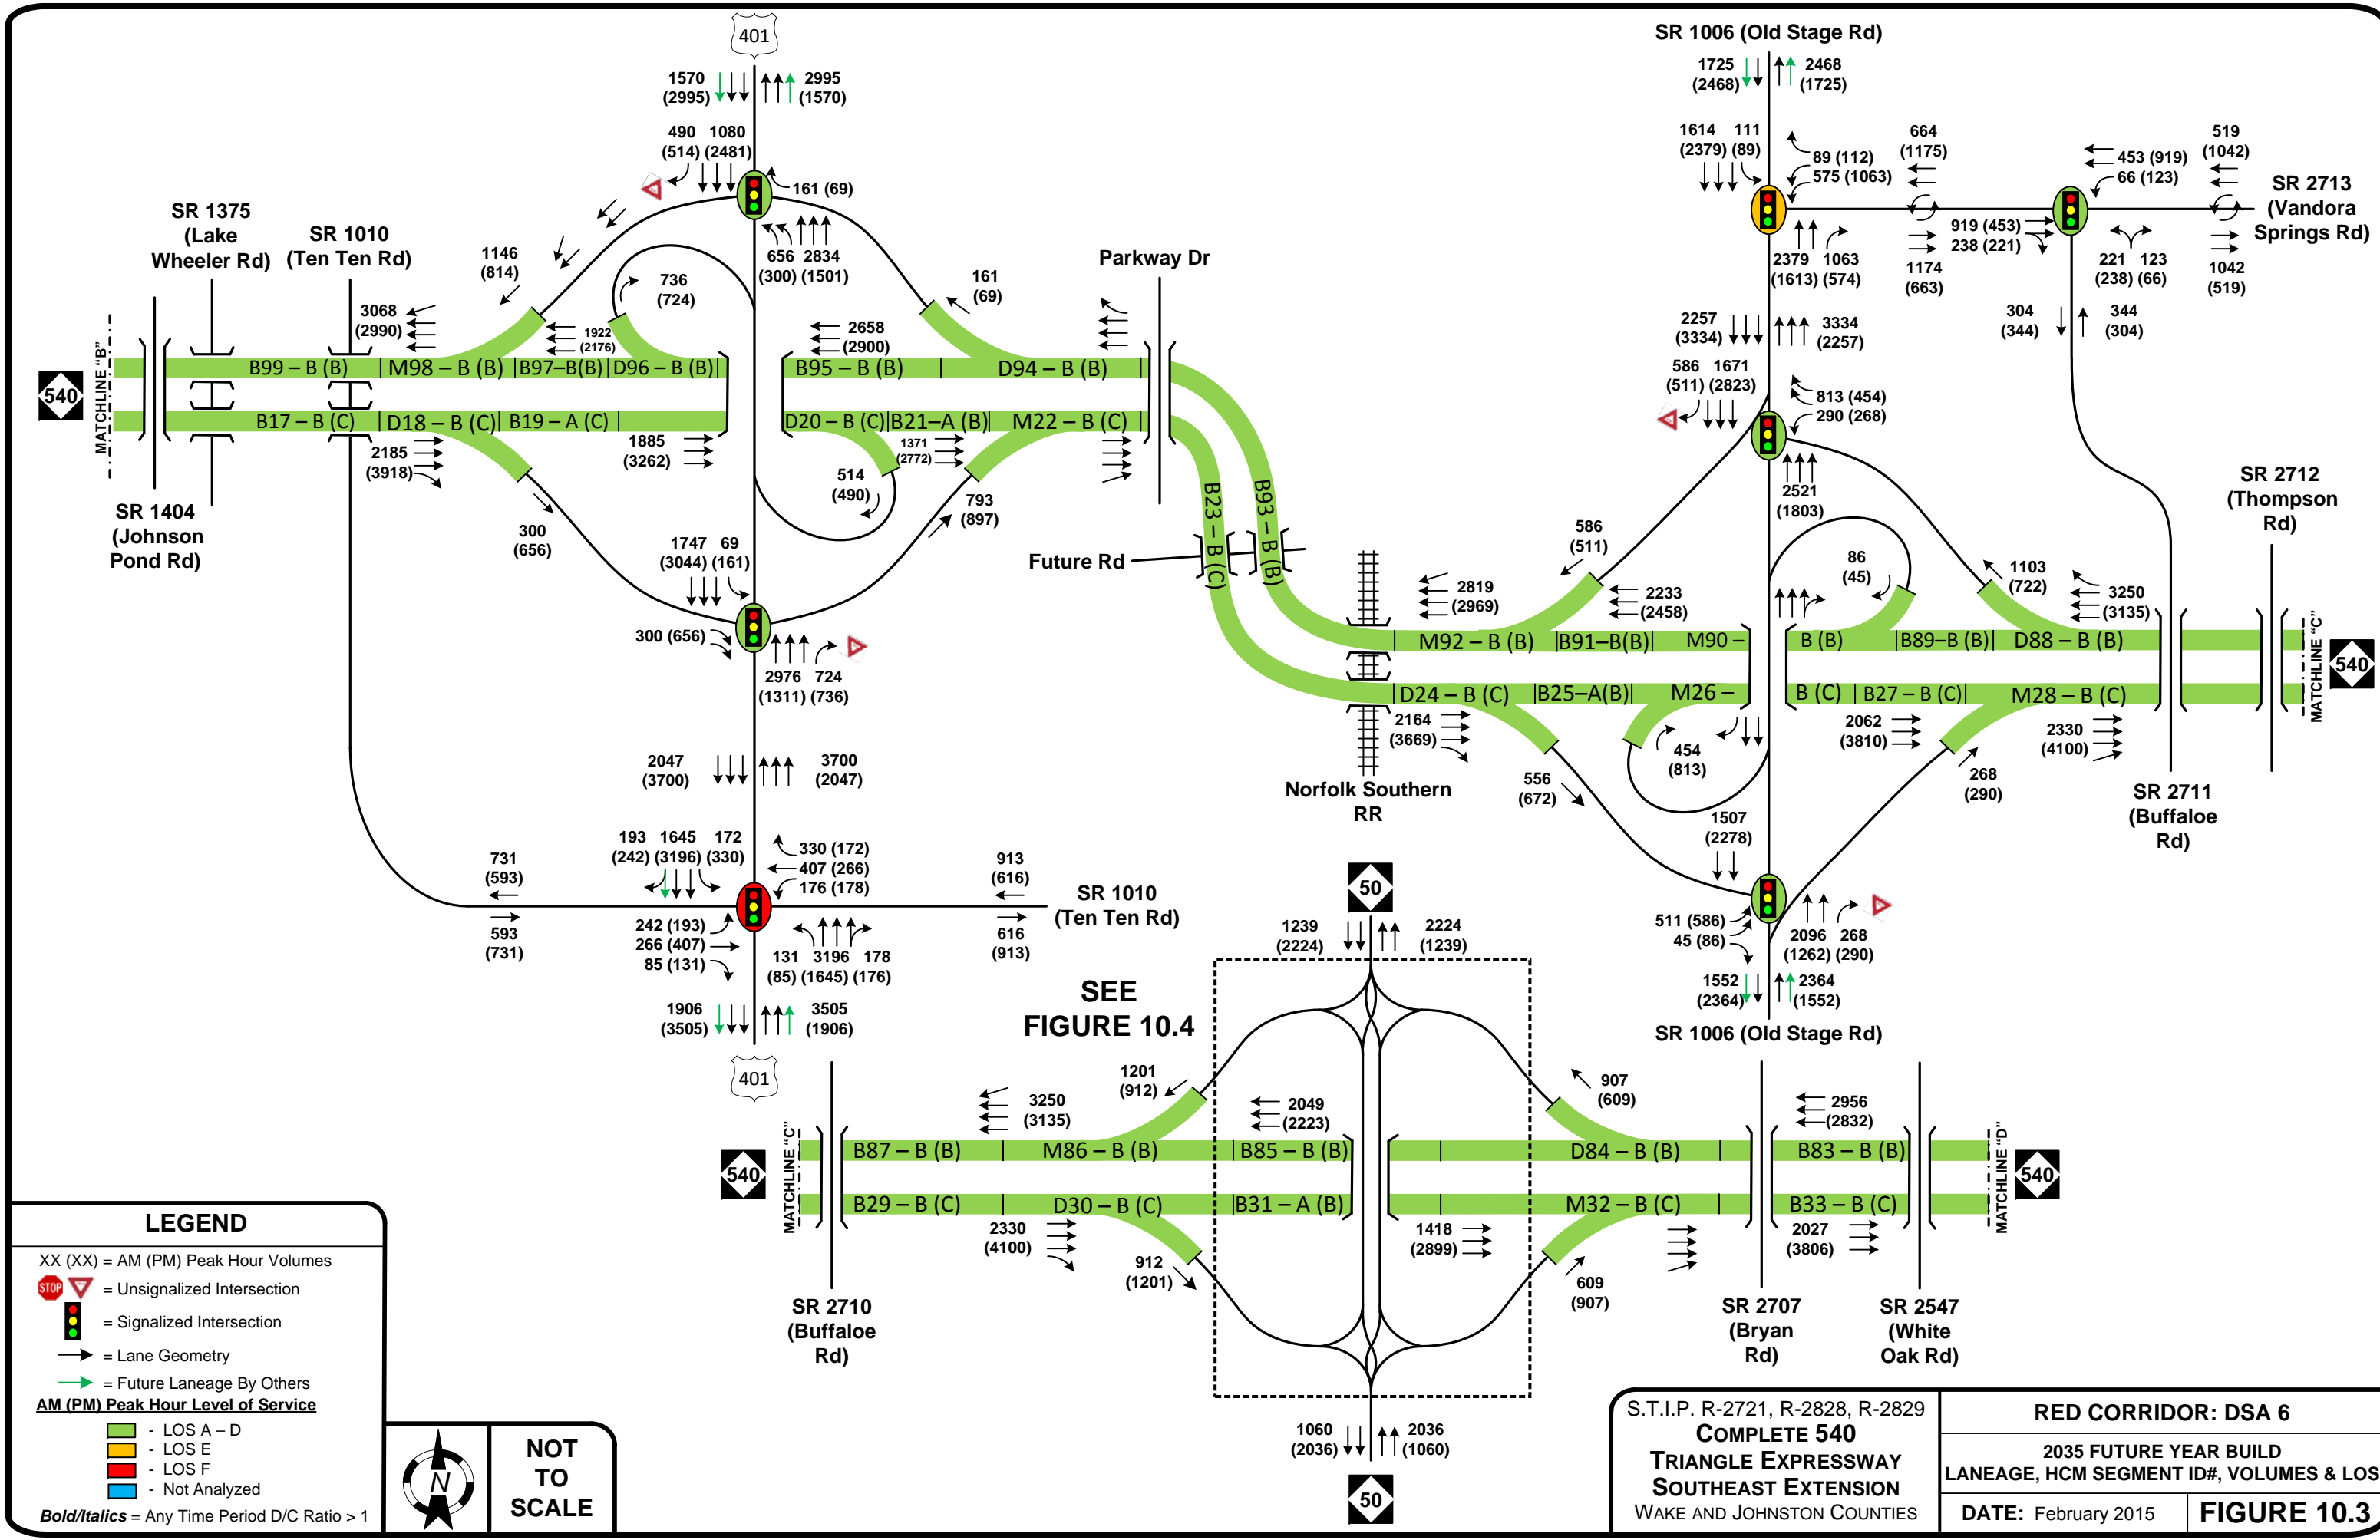 401
1570
(2995)
2995
(1570)
490 1080
(514) (2481)
161 (69)
656 2834
(300) (1501)
SR 1375
(Lake
Wheeler Rd)
SR 1010
(Ten Ten Rd)
1146
(814)
736
(724)
161
(69)
Parkway Dr
3068
(2990)
1922
(2176)
2658
(2900)
MATCHLINE "B"
540
B99 – B (B)
M98 – B (B)
B97–B(B)
D96 – B (B)
B95 – B (B)
D94 – B (B)
B17 – B (C)
D18 – B (C)
B19 – A (C)
D20 – B (C)
B21–A (B)
M22 – B (C)
2185
(3918)
1885
(3262)
1371
(2772)
514
(490)
793
(897)
SR 1404
(Johnson
Pond Rd)
300
(656)
1747 69
(3044) (161)
300 (656)
2976 724
(1311) (736)
B23 – B (C)
B93 – B (B)
Future Rd
2047
(3700)
3700
(2047)
193 1645 172
(242) (3196) (330)
330 (172)
407 (266)
176 (178)
731
(593)
593
(731)
913
(616)
616
(913)
SR 1010
(Ten Ten Rd)
242 (193)
266 (407)
85 (131)
131 3196 178
(85) (1645) (176)
1906
(3505)
3505
(1906)
401
SR 1006 (Old Stage Rd)
1725
(2468)
2468
(1725)
1614 111
(2379) (89)
89 (112)
575 (1063)
664
(1175)
453 (919)
66 (123)
519
(1042)
SR 2713
(Vandora
Springs Rd)
2379 1063
(1613) (574)
1174
(663)
919 (453)
238 (221)
221 123
(238) (66)
1042
(519)
304
(344)
344
(304)
2257
(3334)
3334
(2257)
586 1671
(511) (2823)
813 (454)
290 (268)
2521
(1803)
SR 2712
(Thompson
Rd)
586
(511)
86
(45)
1103
(722)
2819
(2969)
2233
(2458)
3250
(3135)
M92 – B (B)
B91–B(B)
M90 –
B (B)
B89–B (B)
D88 – B (B)
D24 – B (C)
B25–A(B)
M26 –
B (C)
B27 – B (C)
M28 – B (C)
MATCHLINE "C"
540
2164
(3669)
454
(813)
2062
(3810)
2330
(4100)
Norfolk Southern
RR
556
(672)
268
(290)
SR 2711
(Buffaloe
Rd)
1507
(2278)
511 (586)
45 (86)
2096 268
(1262) (290)
1552
(2364)
2364
(1552)
SR 1006 (Old Stage Rd)
50
1239
(2224)
2224
(1239)
SEE
FIGURE 10.4
1201
(912)
907
(609)
3250
(3135)
2049
(2223)
2956
(2832)
540
MATCHLINE "C"
B87 – B (B)
M86 – B (B)
B85 – B (B)
D84 – B (B)
B83 – B (B)
B29 – B (C)
D30 – B (C)
B31 – A (B)
M32 – B (C)
B33 – B (C)
MATCHLINE "D"
540
2330
(4100)
912
(1201)
1418
(2899)
609
(907)
2027
(3806)
SR 2710
(Buffaloe
Rd)
SR 2707
(Bryan
Rd)
SR 2547
(White
Oak Rd)
1060
(2036)
2036
(1060)
50
LEGEND
XX (XX) = AM (PM) Peak Hour Volumes
STOP = Unsignalized Intersection
= Signalized Intersection
= Lane Geometry
= Future Laneage By Others
AM (PM) Peak Hour Level of Service
- LOS A – D
- LOS E
- LOS F
- Not Analyzed
Bold/Italics = Any Time Period D/C Ratio > 1
N
NOT
TO
SCALE
S.T.I.P. R-2721, R-2828, R-2829
COMPLETE 540
TRIANGLE EXPRESSWAY
SOUTHEAST EXTENSION
WAKE AND JOHNSTON COUNTIES
RED CORRIDOR: DSA 6
2035 FUTURE YEAR BUILD
LANEAGE, HCM SEGMENT ID#, VOLUMES & LOS
DATE: February 2015
FIGURE 10.3